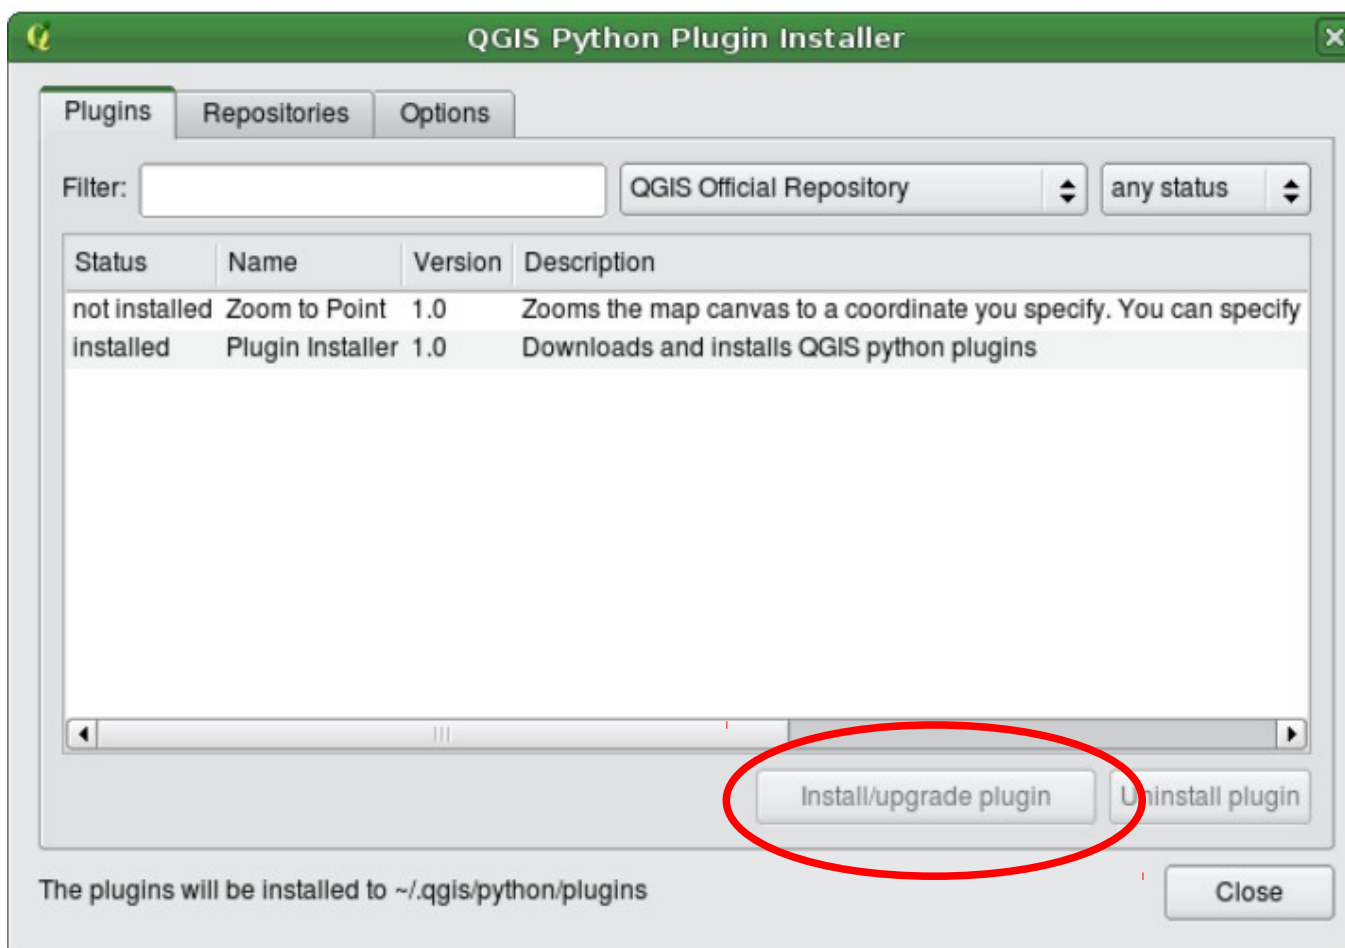 QGIS Python Plugin Installer
Plugins Repositories Options
Filter: QGIS Official Repository any status
Status Name Version Description
not installed Zoom to Point 1.0 Zooms the map canvas to a coordinate you specify. You can specify
installed Plugin Installer 1.0 Downloads and installs QGIS python plugins
Install/upgrade plugin Uninstall plugin
The plugins will be installed to ~/.qgis/python/plugins
Close